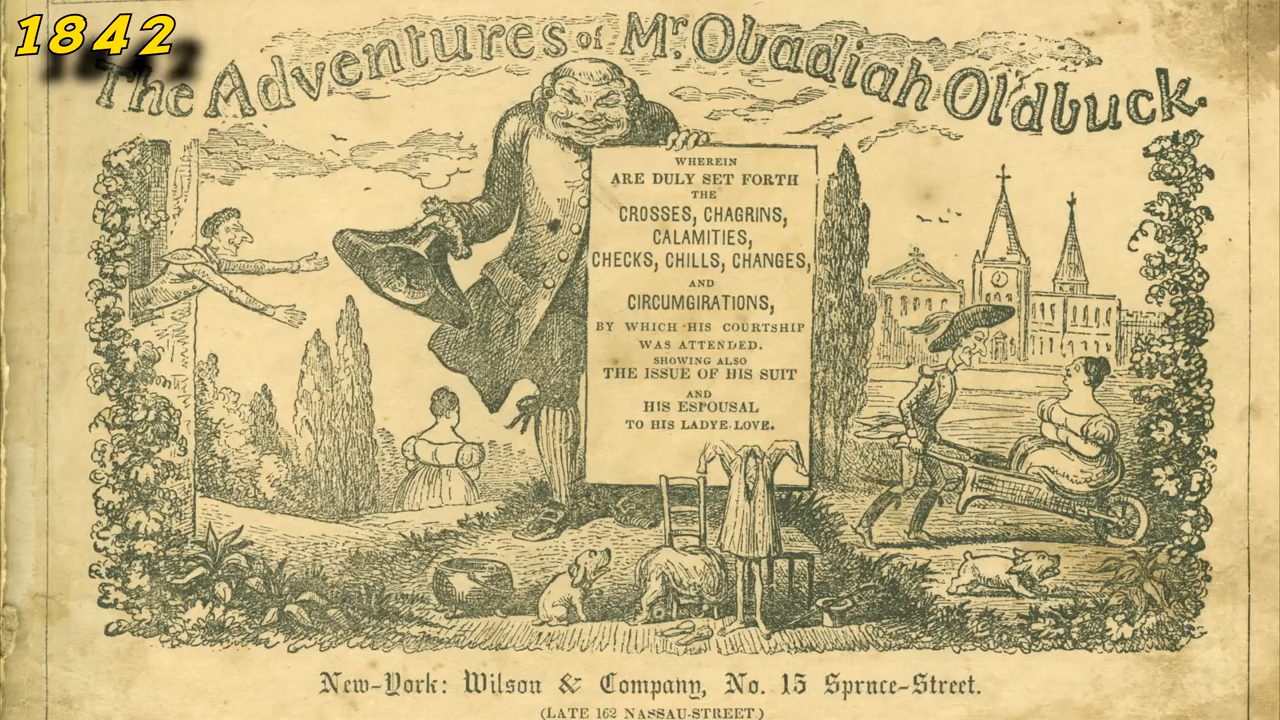 1842
The Adventures of Mr. Obadiah Oldbuck.
WHEREIN
ARE DULY SET FORTH
THE
CROSSES, CHAGRINS,
CALAMITIES,
CHECKS, CHILLS, CHANGES,
AND
CIRCUMGIRATIONS,
BY WHICH HIS COURTSHIP
WAS ATTENDED.
SHOWING ALSO
THE ISSUE OF HIS SUIT
AND
HIS ESPOUSAL
TO HIS LADYE-LOVE.
New-York: Wilson & Company, No. 15 Spruce-Street.
(LATE 162 NASSAU-STREET.)